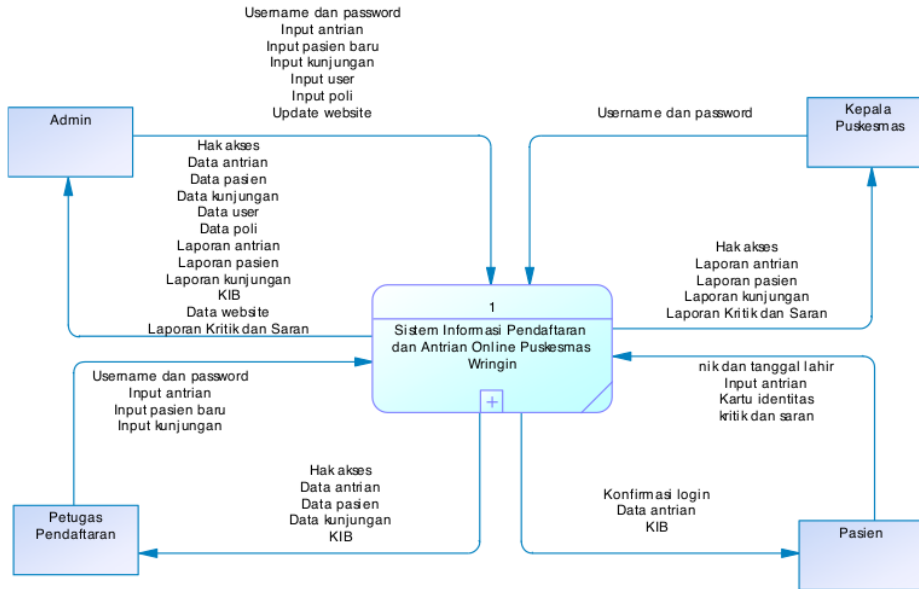 Username dan password
Input antrian
Input pasien baru
Input kunjungan
Input user
Input poli
Update website
Admin
Username dan password
Kepala
Puskesmas
Hak akses
Data antrian
Data pasien
Data kunjungan
Data user
Data poli
Laporan antrian
Laporan pasien
Laporan kunjungan
KIB
Data website
Laporan Kritik dan Saran
Hak akses
Laporan antrian
Laporan pasien
Laporan kunjungan
Laporan Kritik dan Saran
1
Sistem Informasi Pendaftaran
dan Antrian Online Puskesmas
Wringin
Username dan password
Input antrian
Input pasien baru
Input kunjungan
nik dan tanggal lahir
Input antrian
Kartu identitas
kritik dan saran
Hak akses
Data antrian
Data pasien
Data kunjungan
KIB
Konfirmasi login
Data antrian
KIB
Petugas
Pendaftaran
Pasien